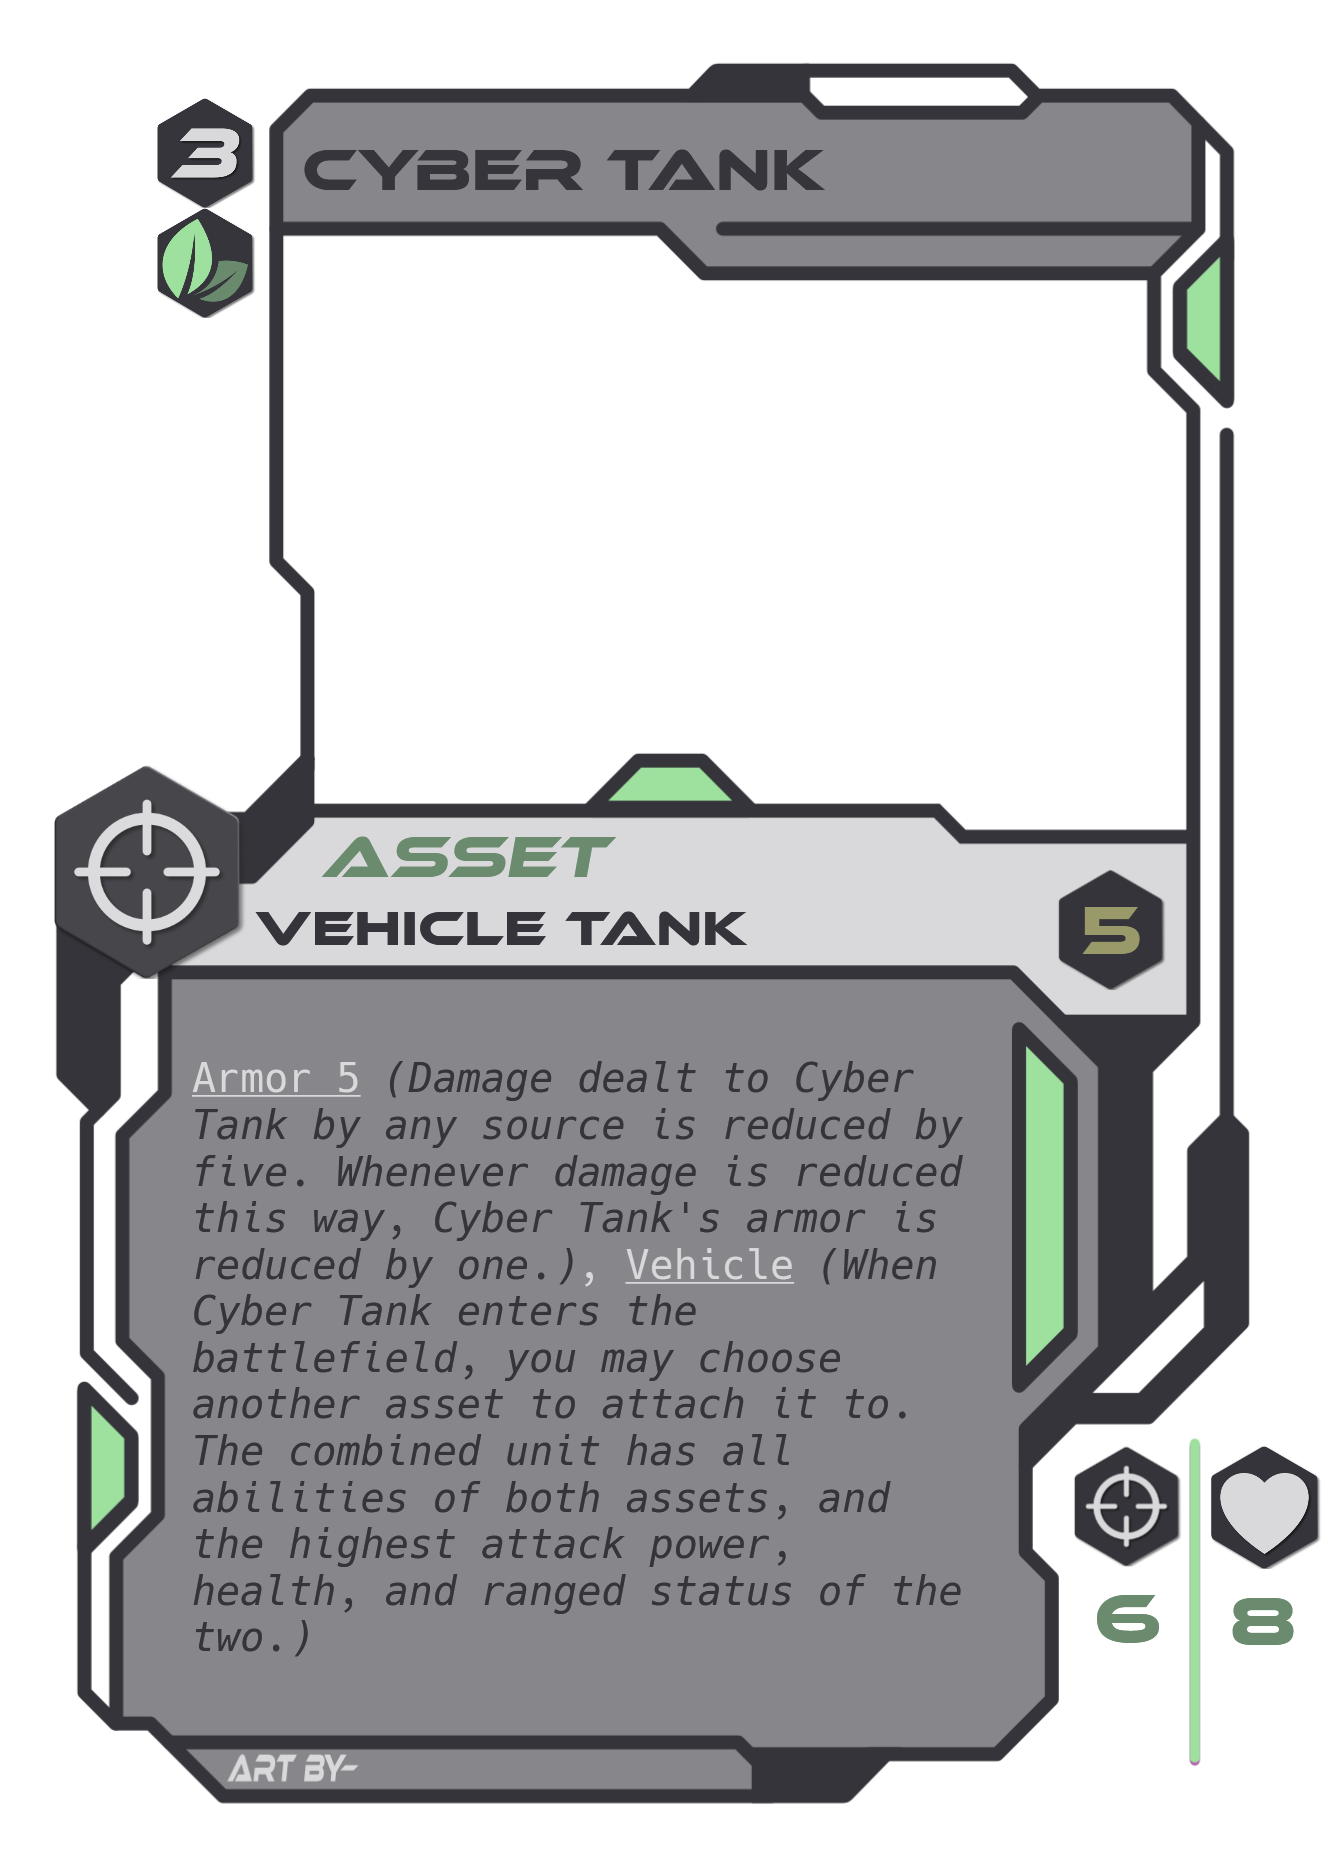 3
CYBER TANK
ASSET
VEHICLE TANK
5
Armor 5 (Damage dealt to Cyber
Tank by any source is reduced by
five. Whenever damage is reduced
this way, Cyber Tank's armor is
reduced by one.), Vehicle (When
Cyber Tank enters the
battlefield, you may choose
another asset to attach it to.
The combined unit has all
abilities of both assets, and
the highest attack power,
health, and ranged status of the
two.)
6
8
ART BY-